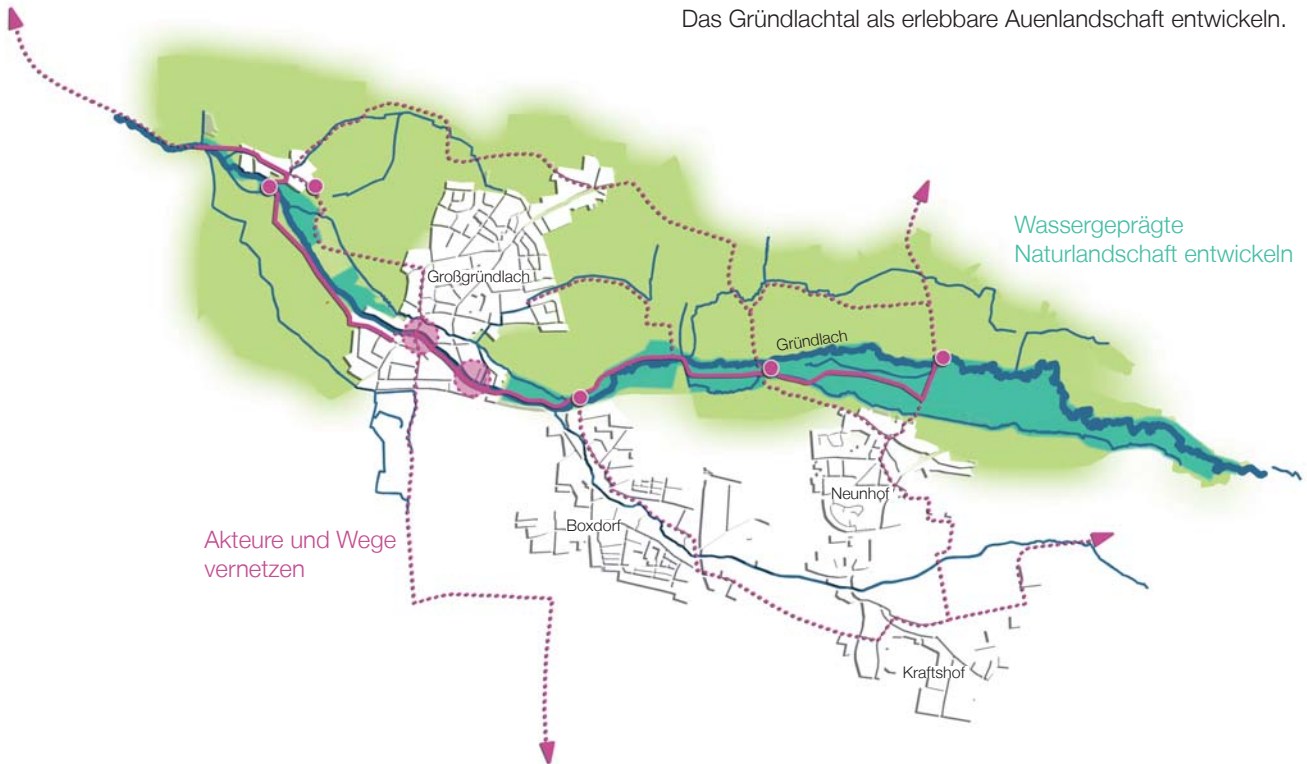 Das Gründlachtal als erlebbare Auenlandschaft entwickeln.
Wassergeprägte
Naturlandschaft entwickeln
Großgründlach
Gründlach
Neunhof
Boxdorf
Akteure und Wege
vernetzen
Kraftshof